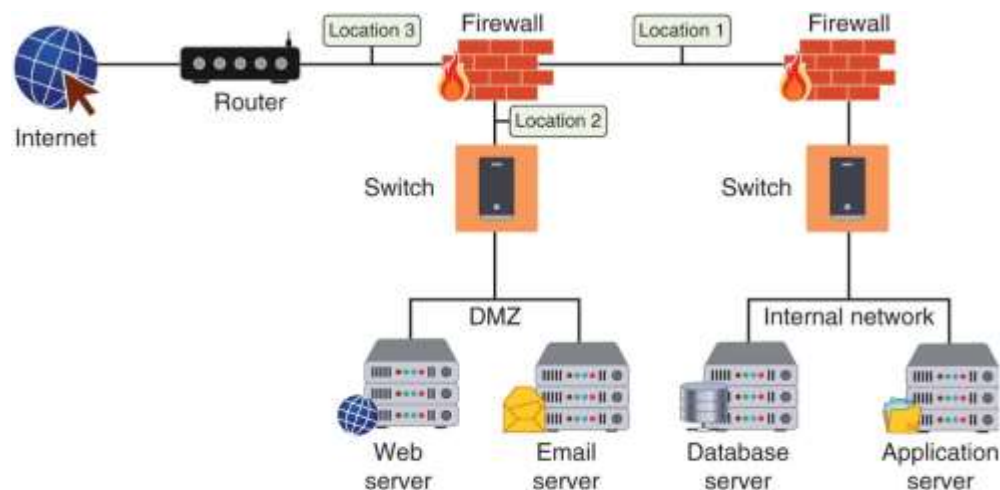 Location 3
Firewall
Location 1
Firewall
Router
Internet
Location 2
Switch
Switch
DMZ
Internal network
Web
server
Email
server
Database
server
Application
server